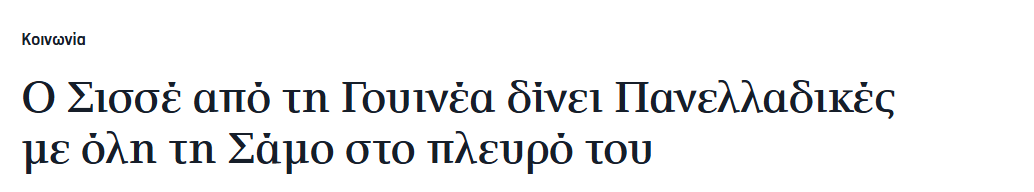 Κοινωνία
Ο Σισσέ από τη Γουινέα δίνει Πανελλαδικές
με όλη τη Σάμο στο πλευρό του